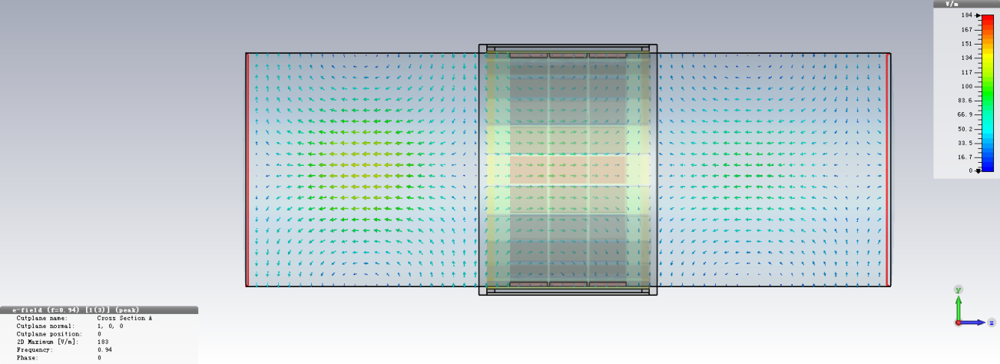 V/m
184
167
151
134
117
100
83.6
66.9
50.2
33.5
16.7
0
y
z
e-field (f=0.94) [1(3)] (peak)
Cutplane name: Cross Section A
Cutplane normal: 1, 0, 0
Cutplane position: 0
2D Maximum [V/m]: 183
Frequency: 0.94
Phase: 0